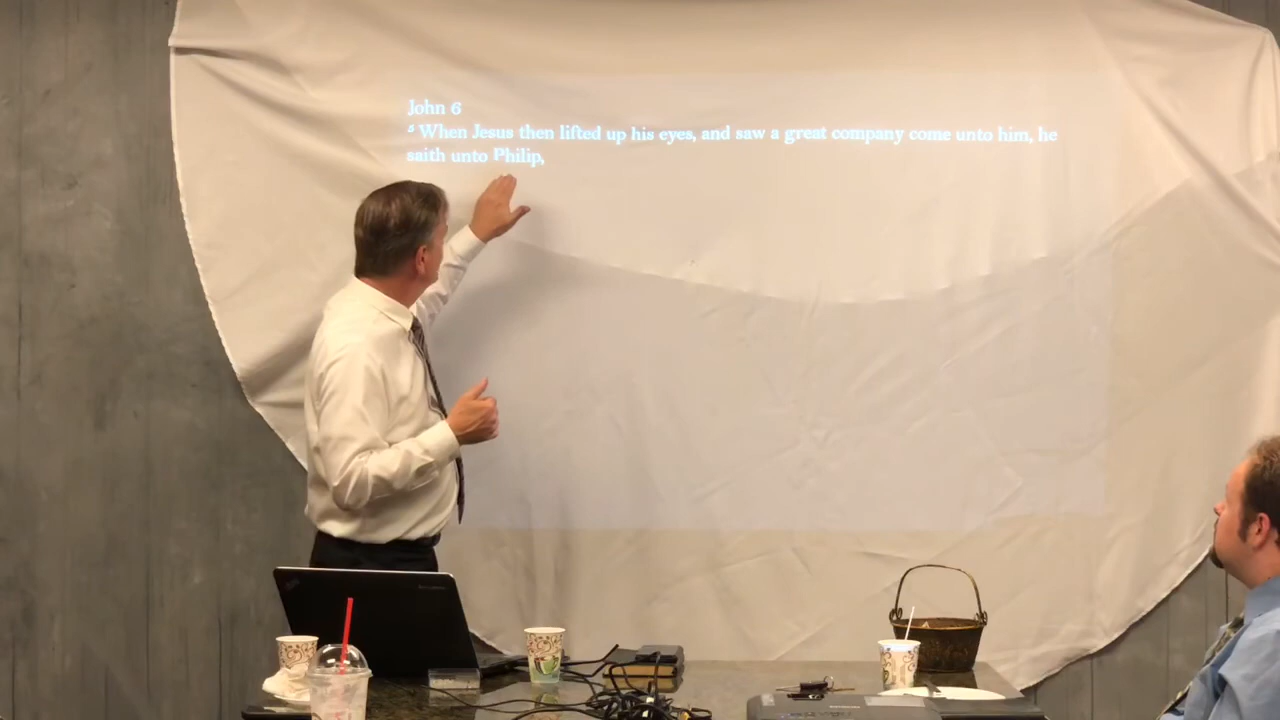 John 6
⁵ When Jesus then lifted up his eyes, and saw a great company come unto him, he
saith unto Philip,